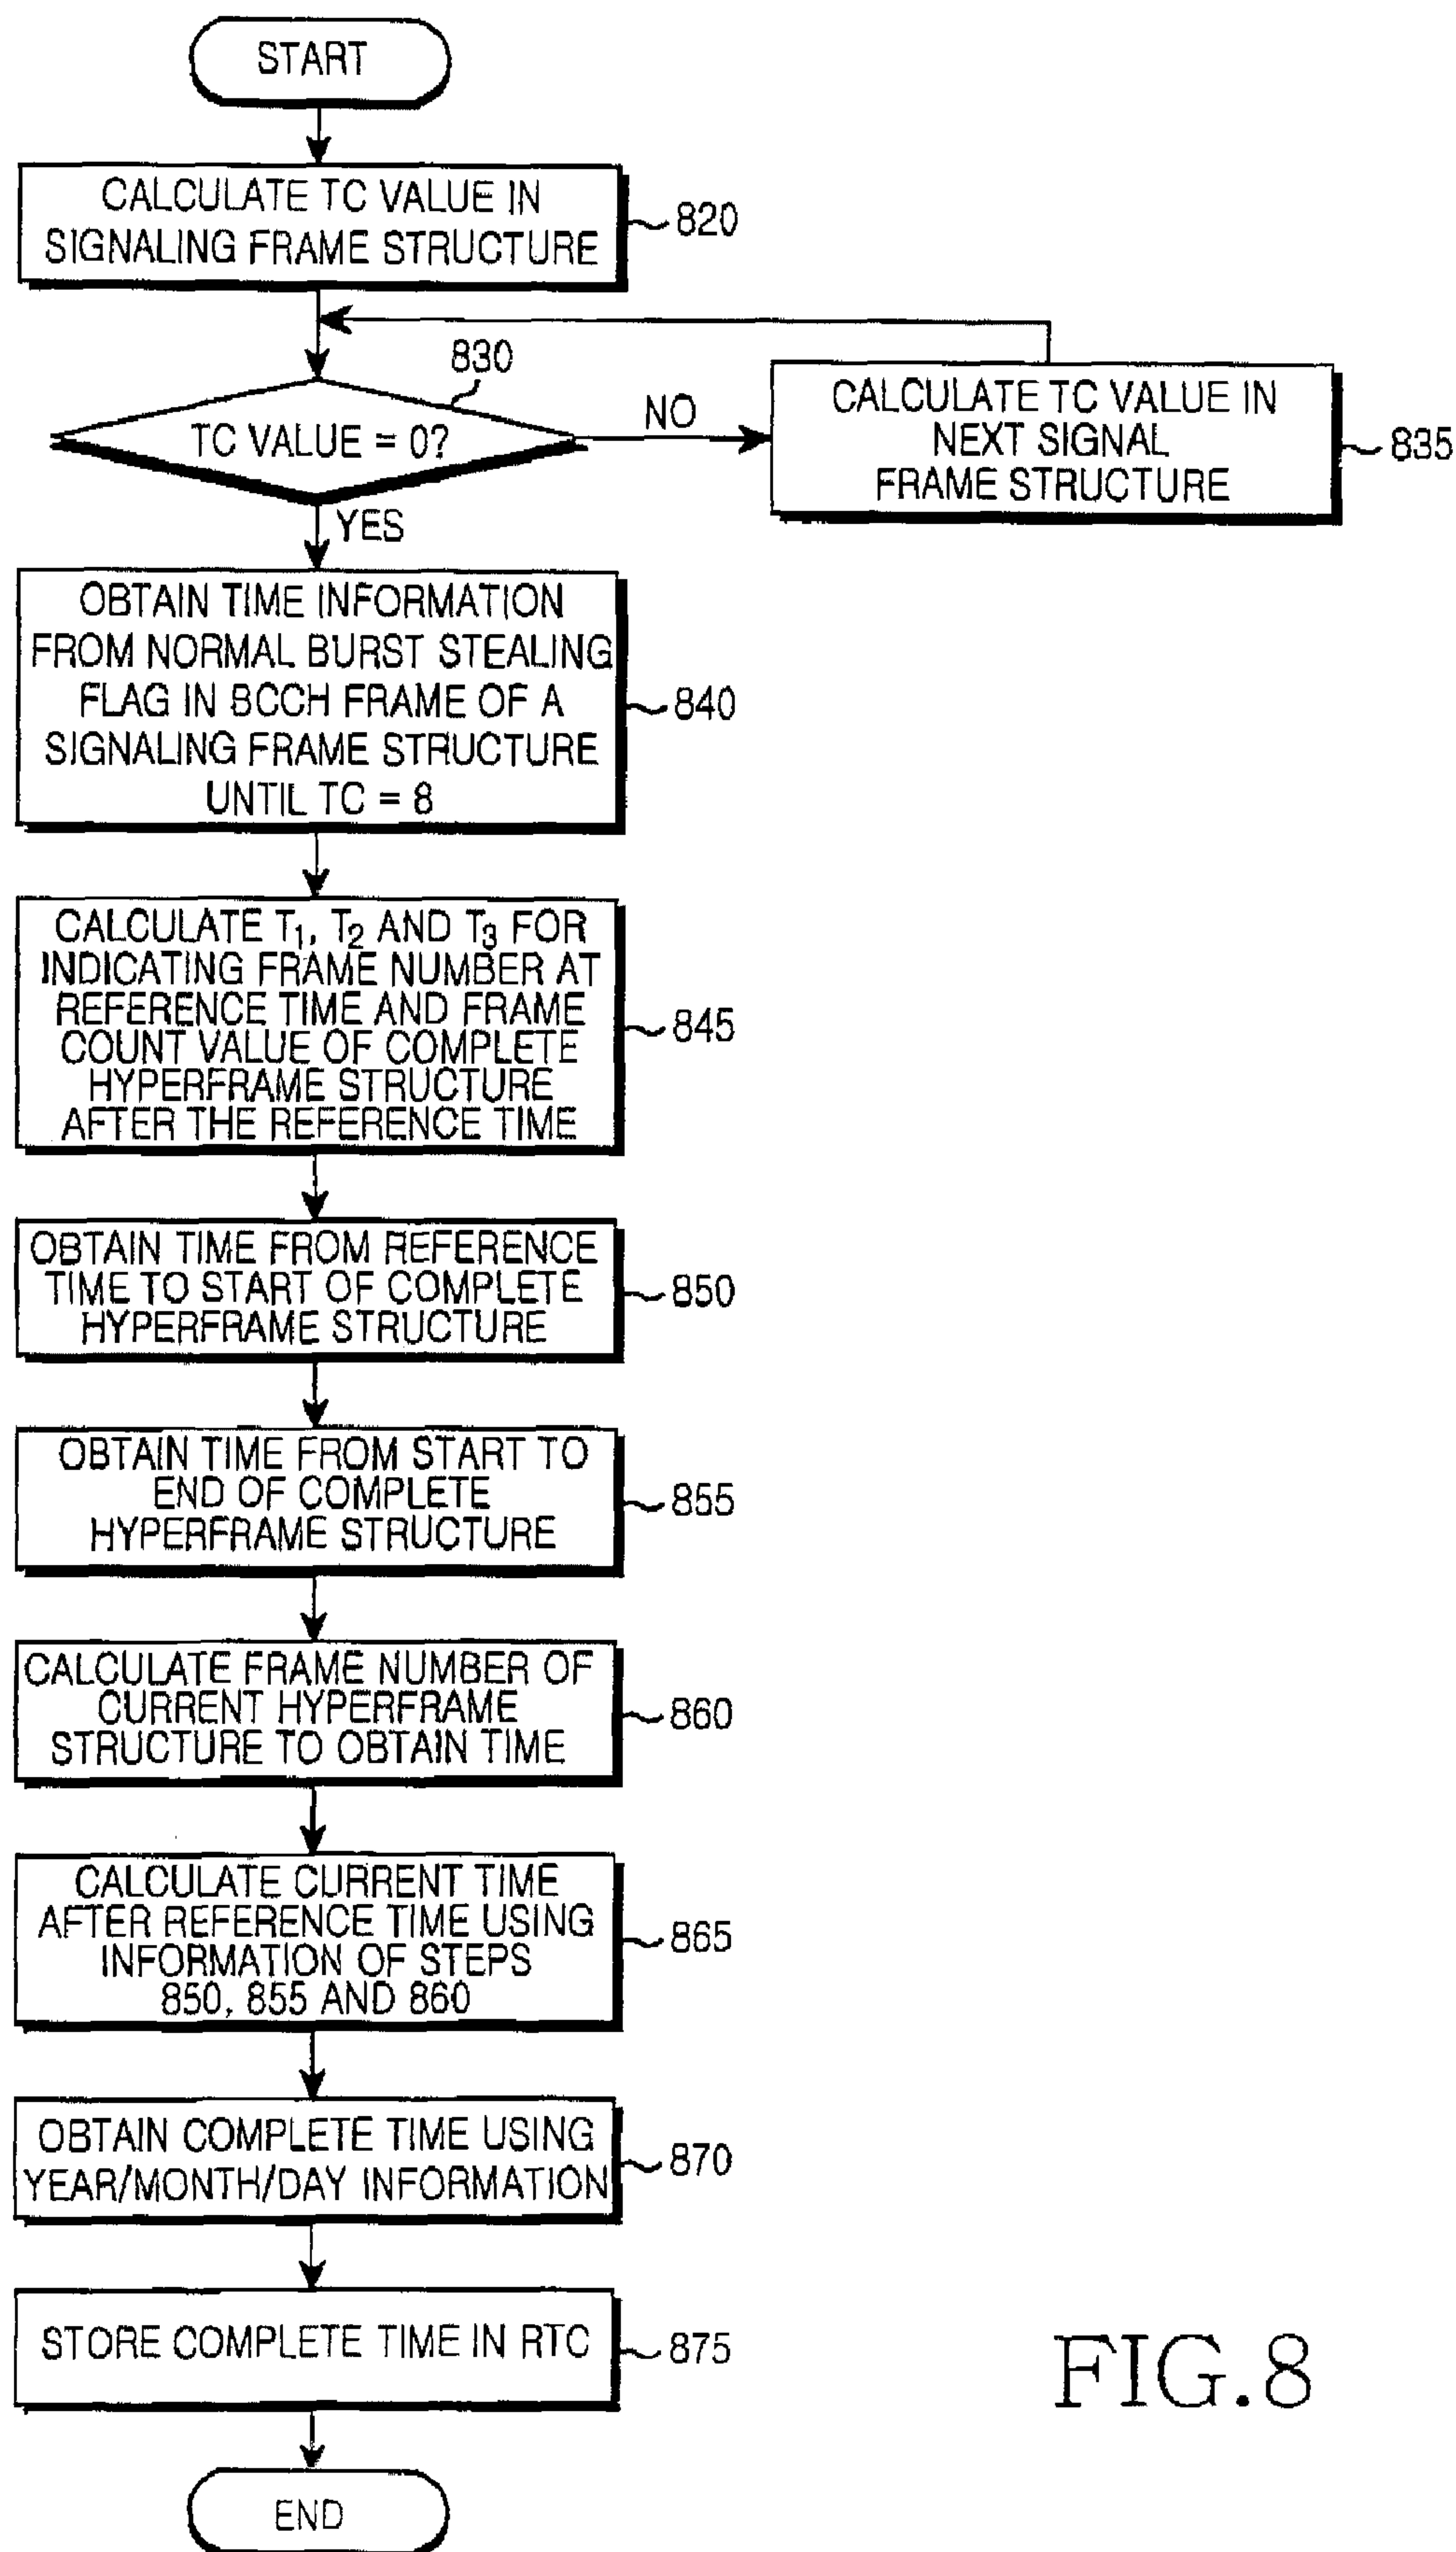 START
CALCULATE TC VALUE IN
SIGNALING FRAME STRUCTURE
820
830
TC VALUE = 0?
NO
CALCULATE TC VALUE IN
NEXT SIGNAL
FRAME STRUCTURE
835
YES
OBTAIN TIME INFORMATION
FROM NORMAL BURST STEALING
FLAG IN BCCH FRAME OF A
SIGNALING FRAME STRUCTURE
UNTIL TC = 8
840
CALCULATE T1, T2 AND T3 FOR
INDICATING FRAME NUMBER AT
REFERENCE TIME AND FRAME
COUNT VALUE OF COMPLETE
HYPERFRAME STRUCTURE
AFTER THE REFERENCE TIME
845
OBTAIN TIME FROM REFERENCE
TIME TO START OF COMPLETE
HYPERFRAME STRUCTURE
850
OBTAIN TIME FROM START TO
END OF COMPLETE
HYPERFRAME STRUCTURE
855
CALCULATE FRAME NUMBER OF
CURRENT HYPERFRAME
STRUCTURE TO OBTAIN TIME
860
CALCULATE CURRENT TIME
AFTER REFERENCE TIME USING
INFORMATION OF STEPS
850, 855 AND 860
865
OBTAIN COMPLETE TIME USING
YEAR/MONTH/DAY INFORMATION
870
STORE COMPLETE TIME IN RTC
875
END
FIG.8